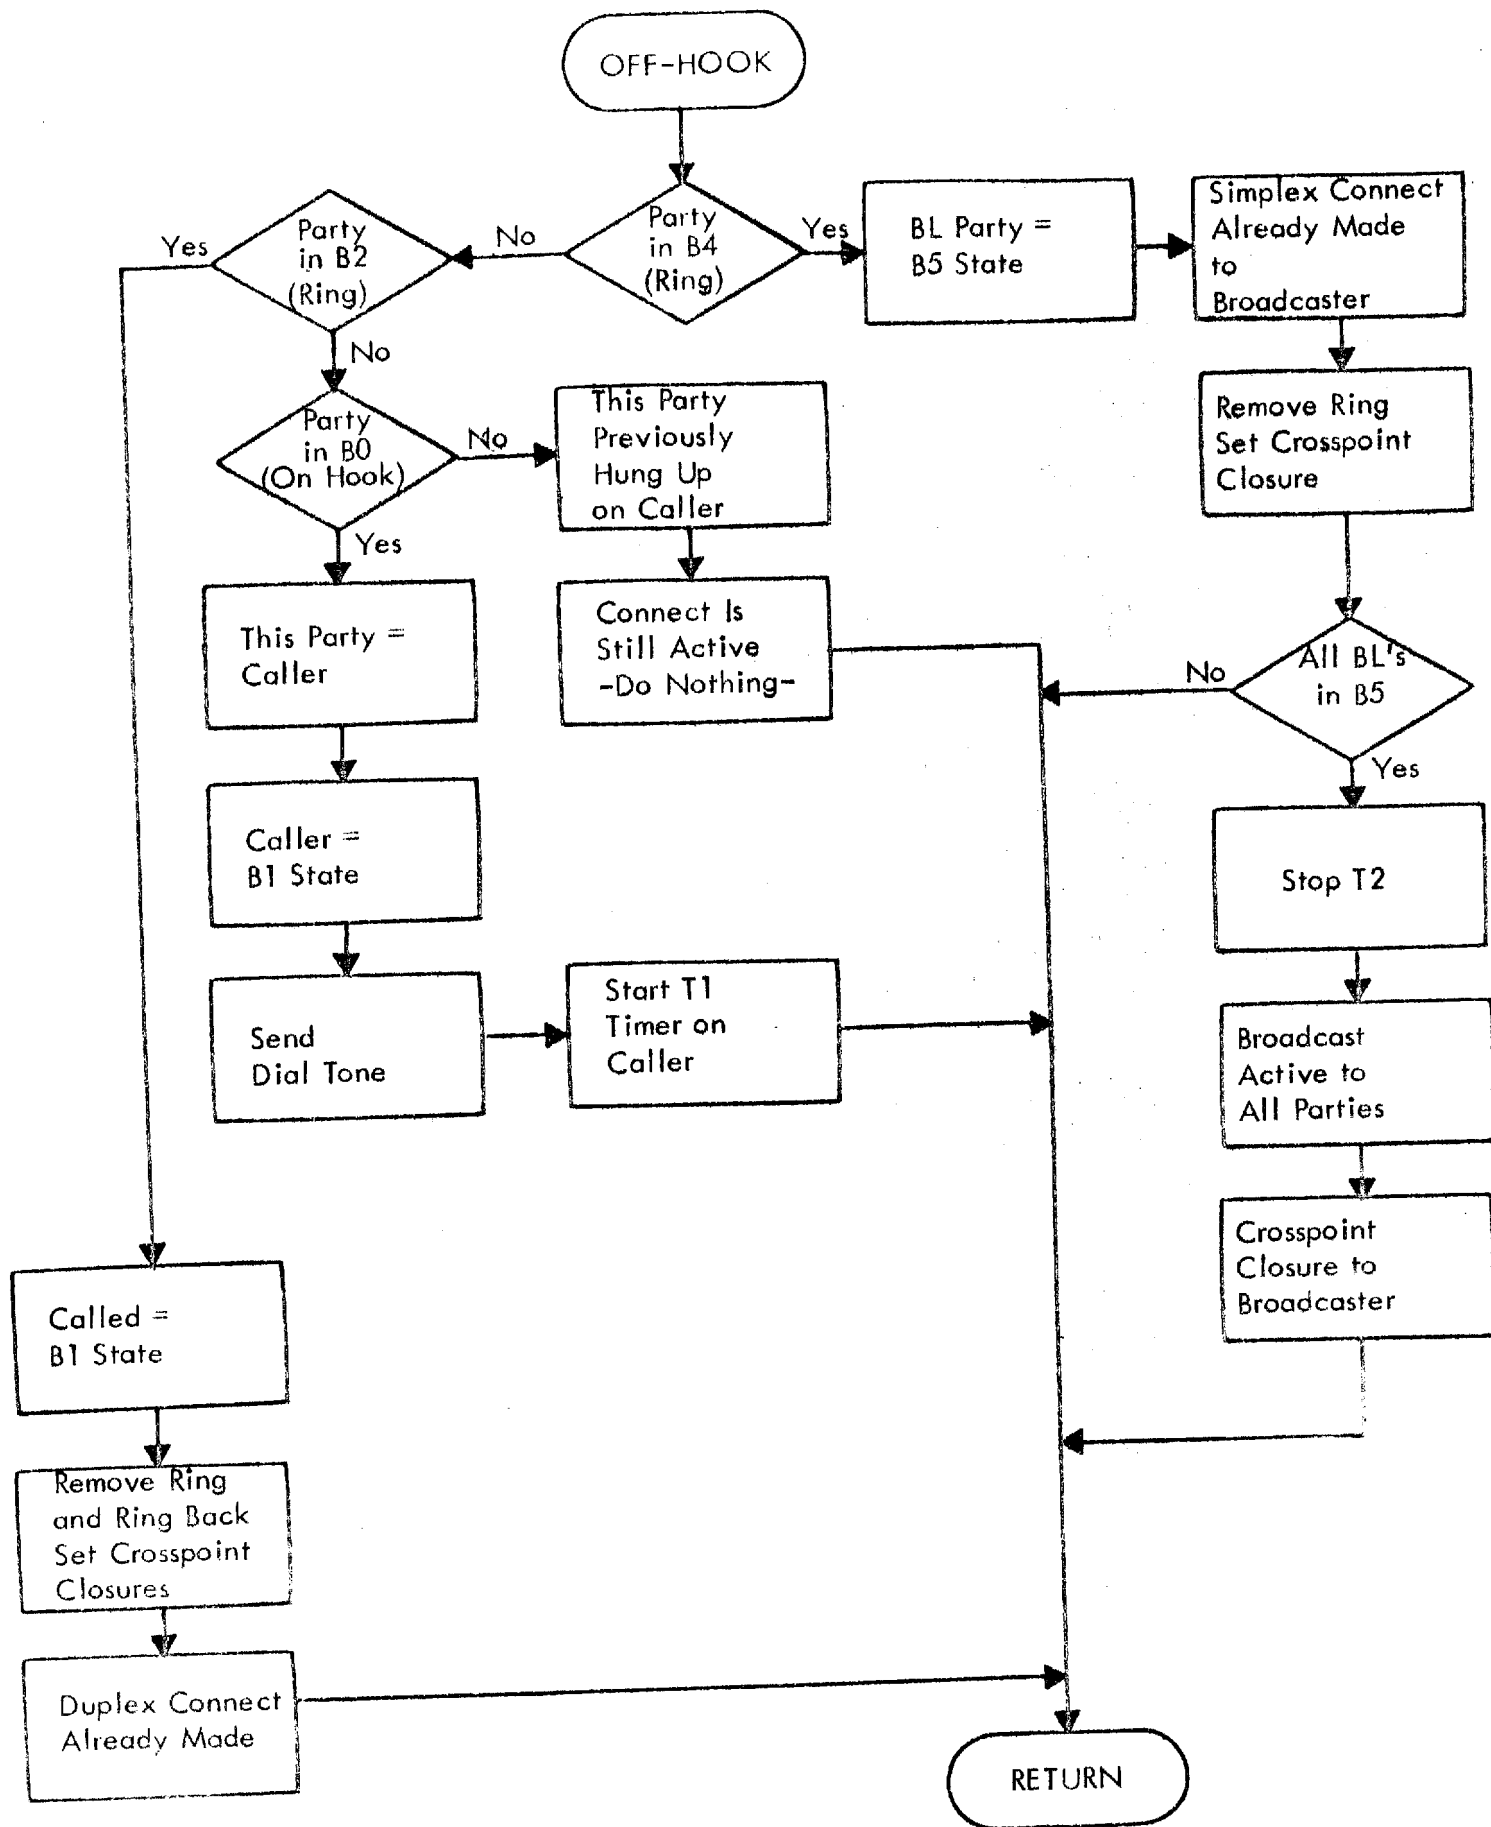 OFF-HOOK
Party
in B4
(Ring)
Yes
No
Party
in B2
(Ring)
Yes
No
BL Party =
B5 State
Simplex Connect
Already Made
to
Broadcaster
Remove Ring
Set Crosspoint
Closure
Party
in B0
(On Hook)
No
Yes
This Party
Previously
Hung Up
on Caller
Connect Is
Still Active
-Do Nothing-
This Party =
Caller
Caller =
B1 State
Send
Dial Tone
Start T1
Timer on
Caller
All BL's
in B5
No
Yes
Stop T2
Broadcast
Active to
All Parties
Crosspoint
Closure to
Broadcaster
Called =
B1 State
Remove Ring
and Ring Back
Set Crosspoint
Closures
Duplex Connect
Already Made
RETURN